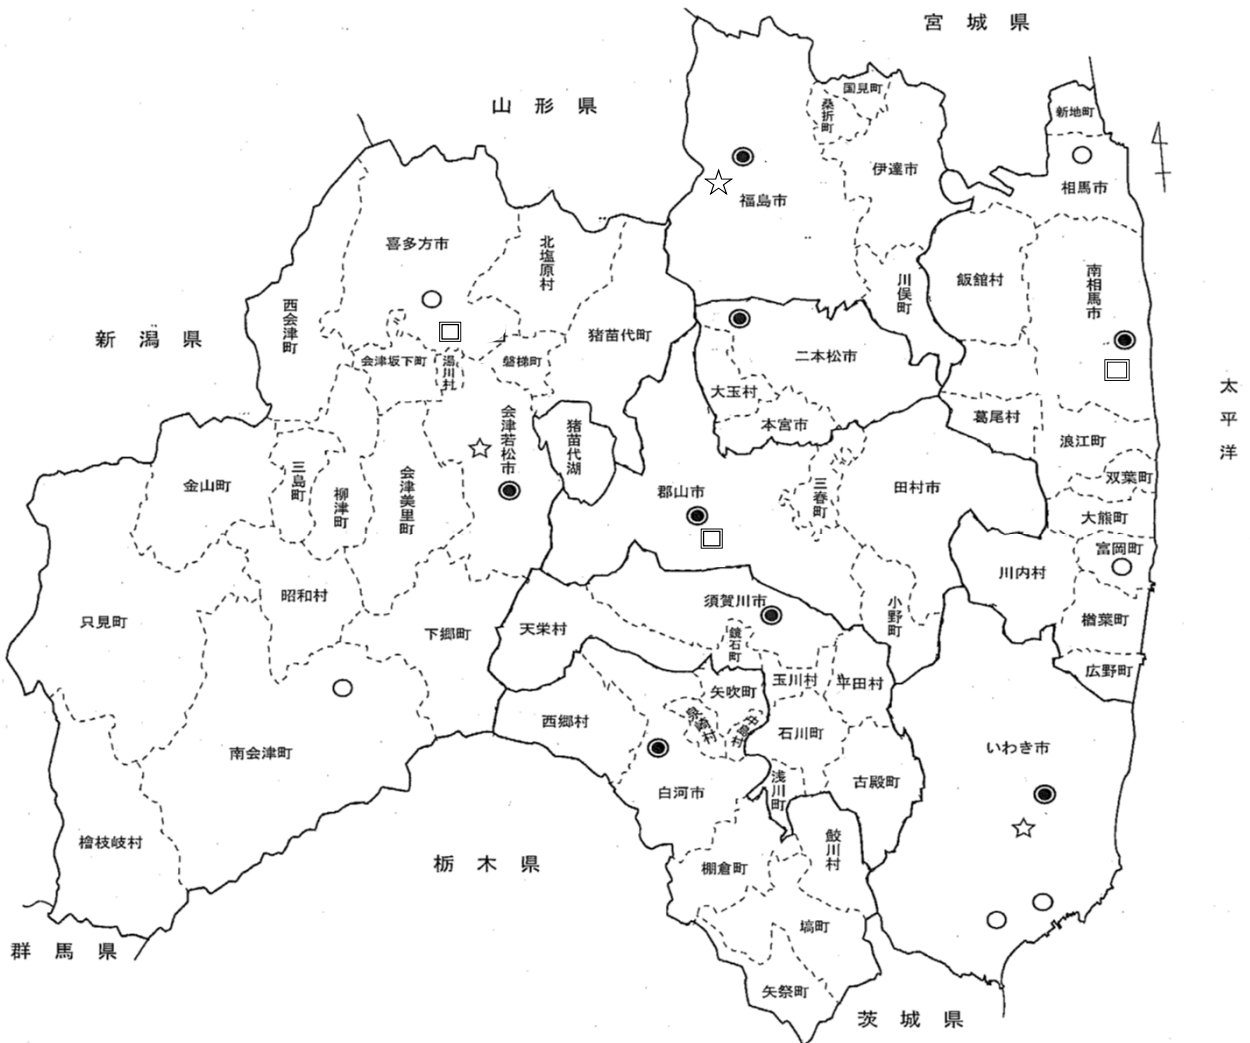 宮城県
山形県
国見町
桑折町
新地町
伊達市
相馬市
福島市
喜多方市
北塩原村
川俣町
飯舘村
南相馬市
西会津町
新潟県
猪苗代町
二本松市
会津坂下町
湯川村
磐梯町
太平洋
大玉村
本宮市
葛尾村
浪江町
会津若松市
猪苗代湖
三島町
柳津町
会津美里町
金山町
郡山市
三春町
田村市
双葉町
大熊町
富岡町
川内村
昭和村
只見町
下郷町
天栄村
須賀川市
鏡石町
小野町
楢葉町
広野町
玉川村
平田村
矢吹町
西郷村
泉崎村
中島村
石川町
南会津町
いわき市
白河市
浅川町
古殿町
檜枝岐村
栃木県
棚倉町
鮫川村
塙町
群馬県
矢祭町
茨城県